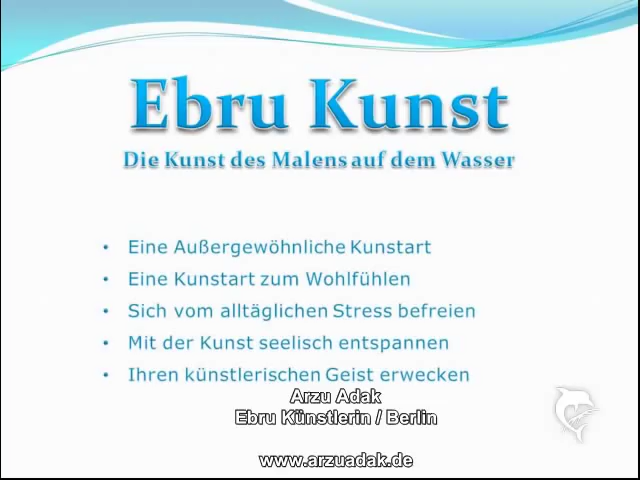 Ebru Kunst
Die Kunst des Malens auf dem Wasser
• Eine Außergewöhnliche Kunstart
• Eine Kunstart zum Wohlfühlen
• Sich vom alltäglichen Stress befreien
• Mit der Kunst seelisch entspannen
• Ihren künstlerischen Geist erwecken
Arzu Adak
Ebru Künstlerin / Berlin
www.arzuadak.de